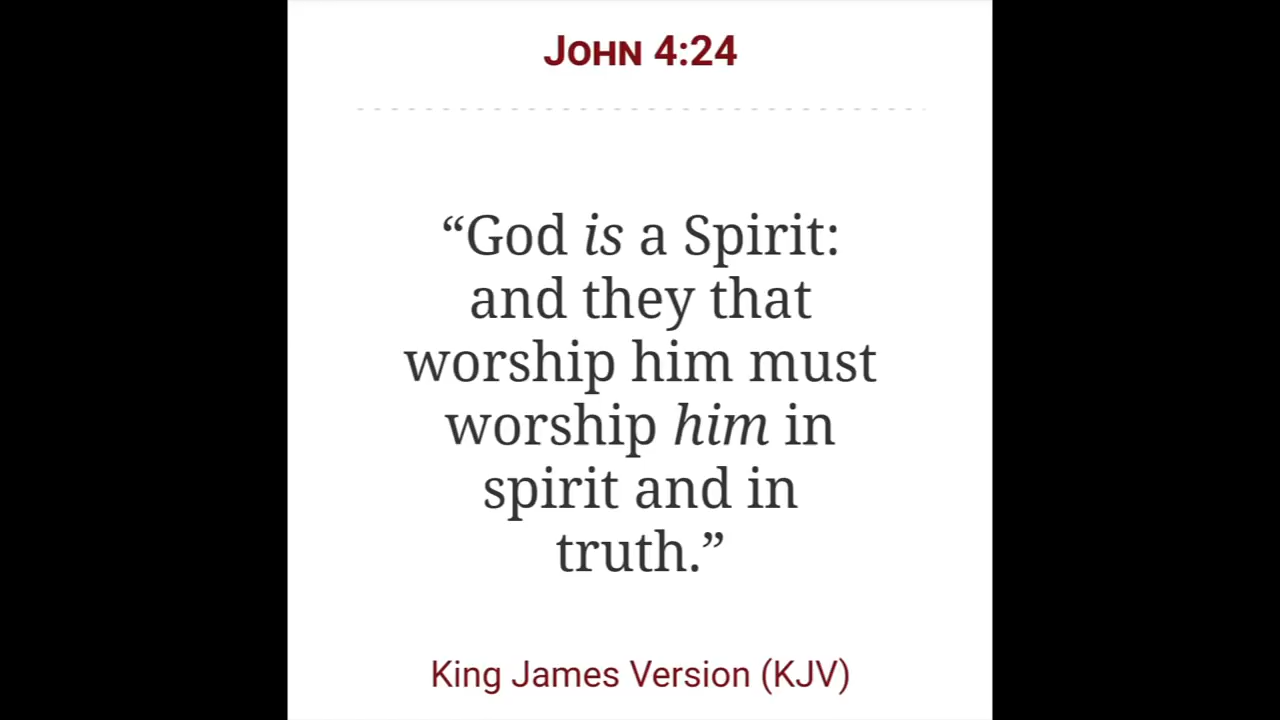 JOHN 4:24
“God is a Spirit:
and they that
worship him must
worship him in
spirit and in
truth.”
King James Version (KJV)